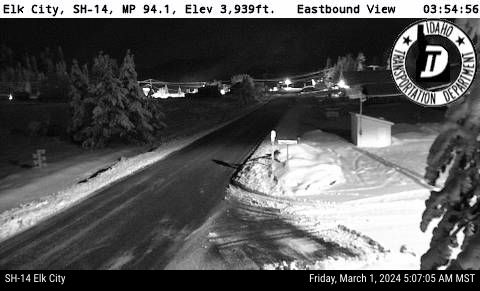 Elk City, SH-14, MP 94.1, Elev 3,939ft. Eastbound View 03:54:56
IDAHO
TRANSPORTATION DEPARTMENT
SH-14 Elk City Friday, March 1, 2024 5:07:05 AM MST